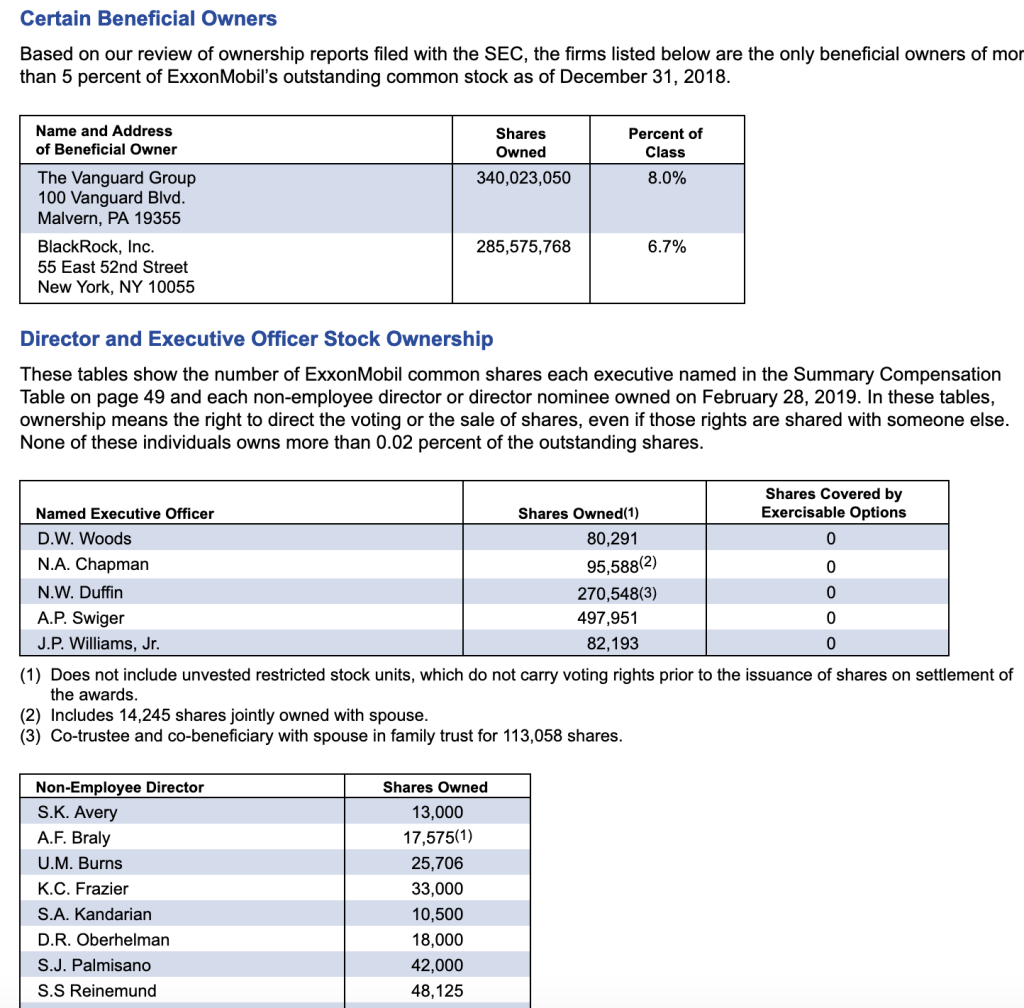 Certain Beneficial Owners
Based on our review of ownership reports filed with the SEC, the firms listed below are the only beneficial owners of mor
than 5 percent of ExxonMobil's outstanding common stock as of December 31, 2018.
Name and Address
of Beneficial Owner
Shares
Owned
Percent of
Class
The Vanguard Group 340,023,050 8.0%
100 Vanguard Blvd.
Malvern, PA 19355
BlackRock, Inc. 285,575,768 6.7%
55 East 52nd Street
New York, NY 10055
Director and Executive Officer Stock Ownership
These tables show the number of ExxonMobil common shares each executive named in the Summary Compensation
Table on page 49 and each non-employee director or director nominee owned on February 28, 2019. In these tables,
ownership means the right to direct the voting or the sale of shares, even if those rights are shared with someone else.
None of these individuals owns more than 0.02 percent of the outstanding shares.
Named Executive Officer
Shares Owned(1)
Shares Covered by
Exercisable Options
D.W. Woods 80,291 0
N.A. Chapman 95,588(2) 0
N.W. Duffin 270,548(3) 0
A.P. Swiger 497,951 0
J.P. Williams, Jr. 82,193 0
(1) Does not include unvested restricted stock units, which do not carry voting rights prior to the issuance of shares on settlement of
the awards.
(2) Includes 14,245 shares jointly owned with spouse.
(3) Co-trustee and co-beneficiary with spouse in family trust for 113,058 shares.
Non-Employee Director Shares Owned
S.K. Avery 13,000
A.F. Braly 17,575(1)
U.M. Burns 25,706
K.C. Frazier 33,000
S.A. Kandarian 10,500
D.R. Oberhelman 18,000
S.J. Palmisano 42,000
S.S Reinemund 48,125